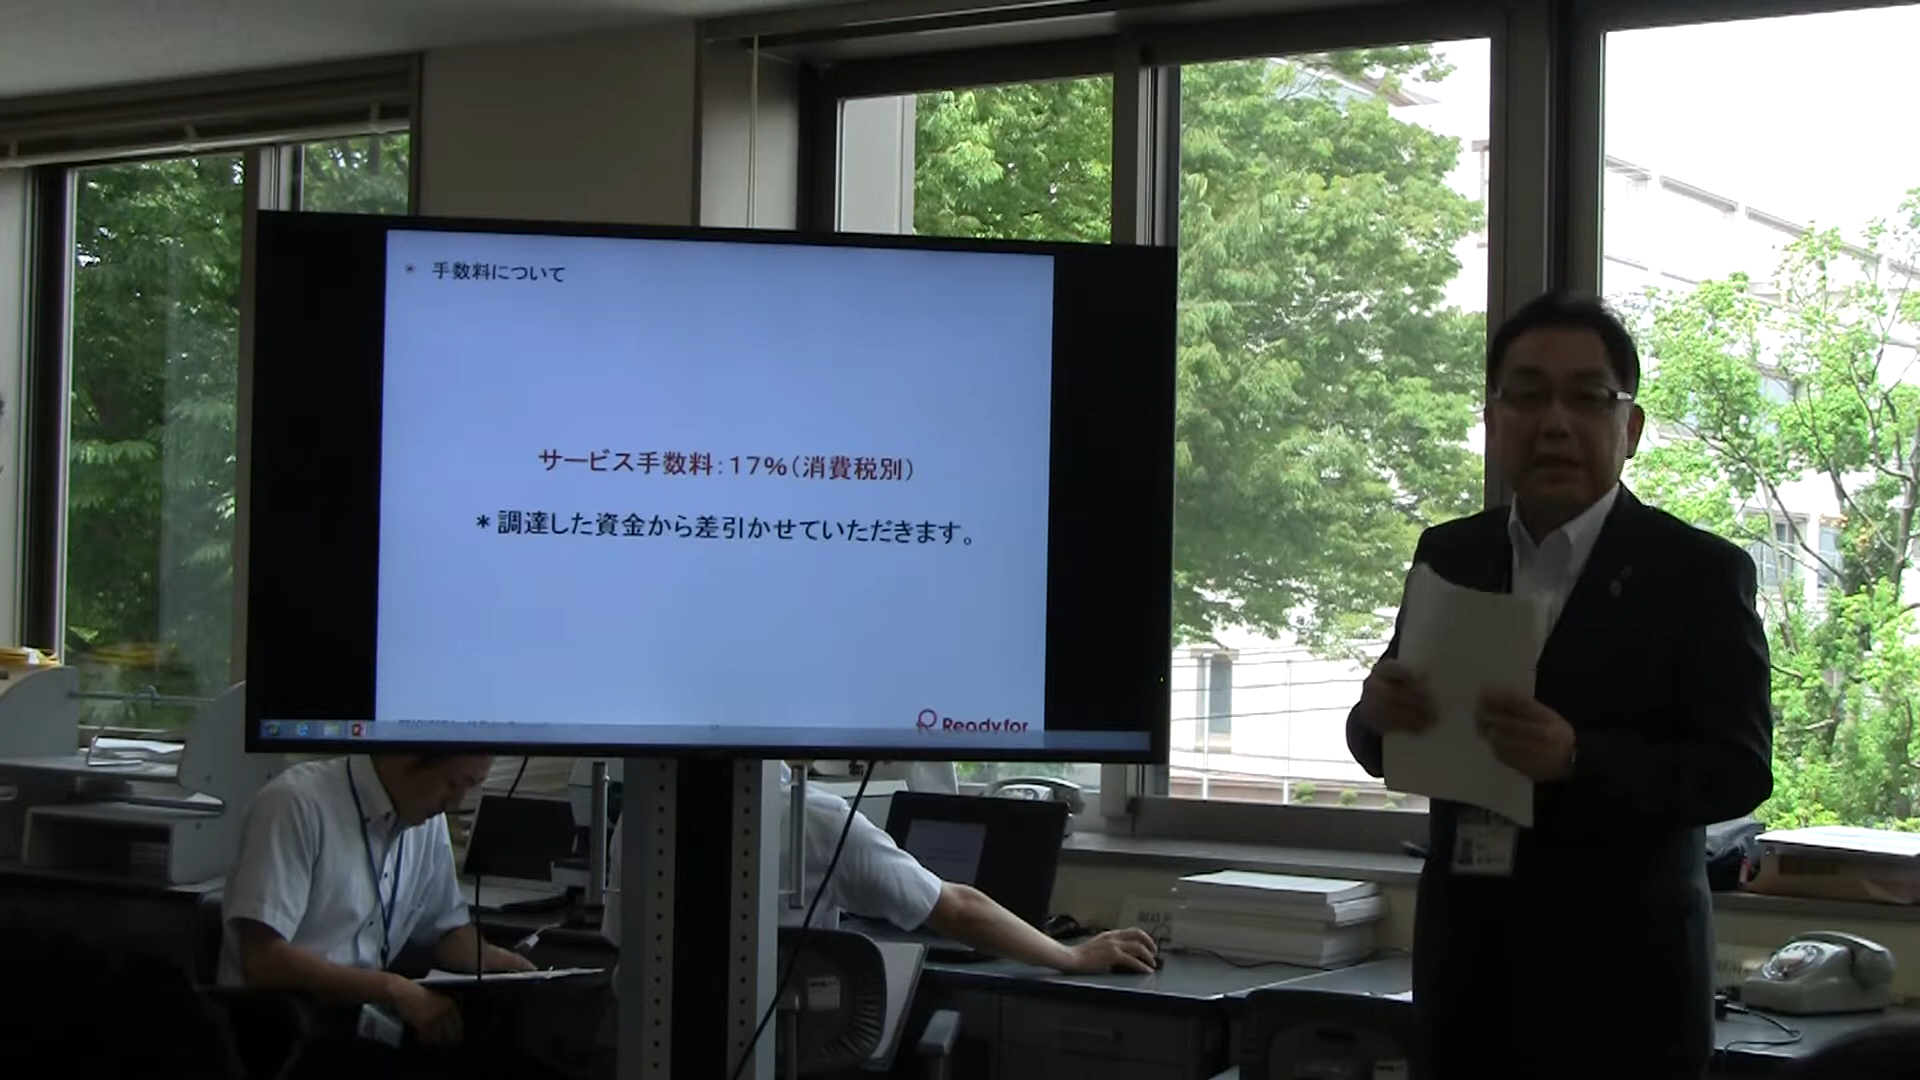 * 手数料について
サービス手数料：17％（消費税別）
＊調達した資金から差引かせていただきます。
Readyfor